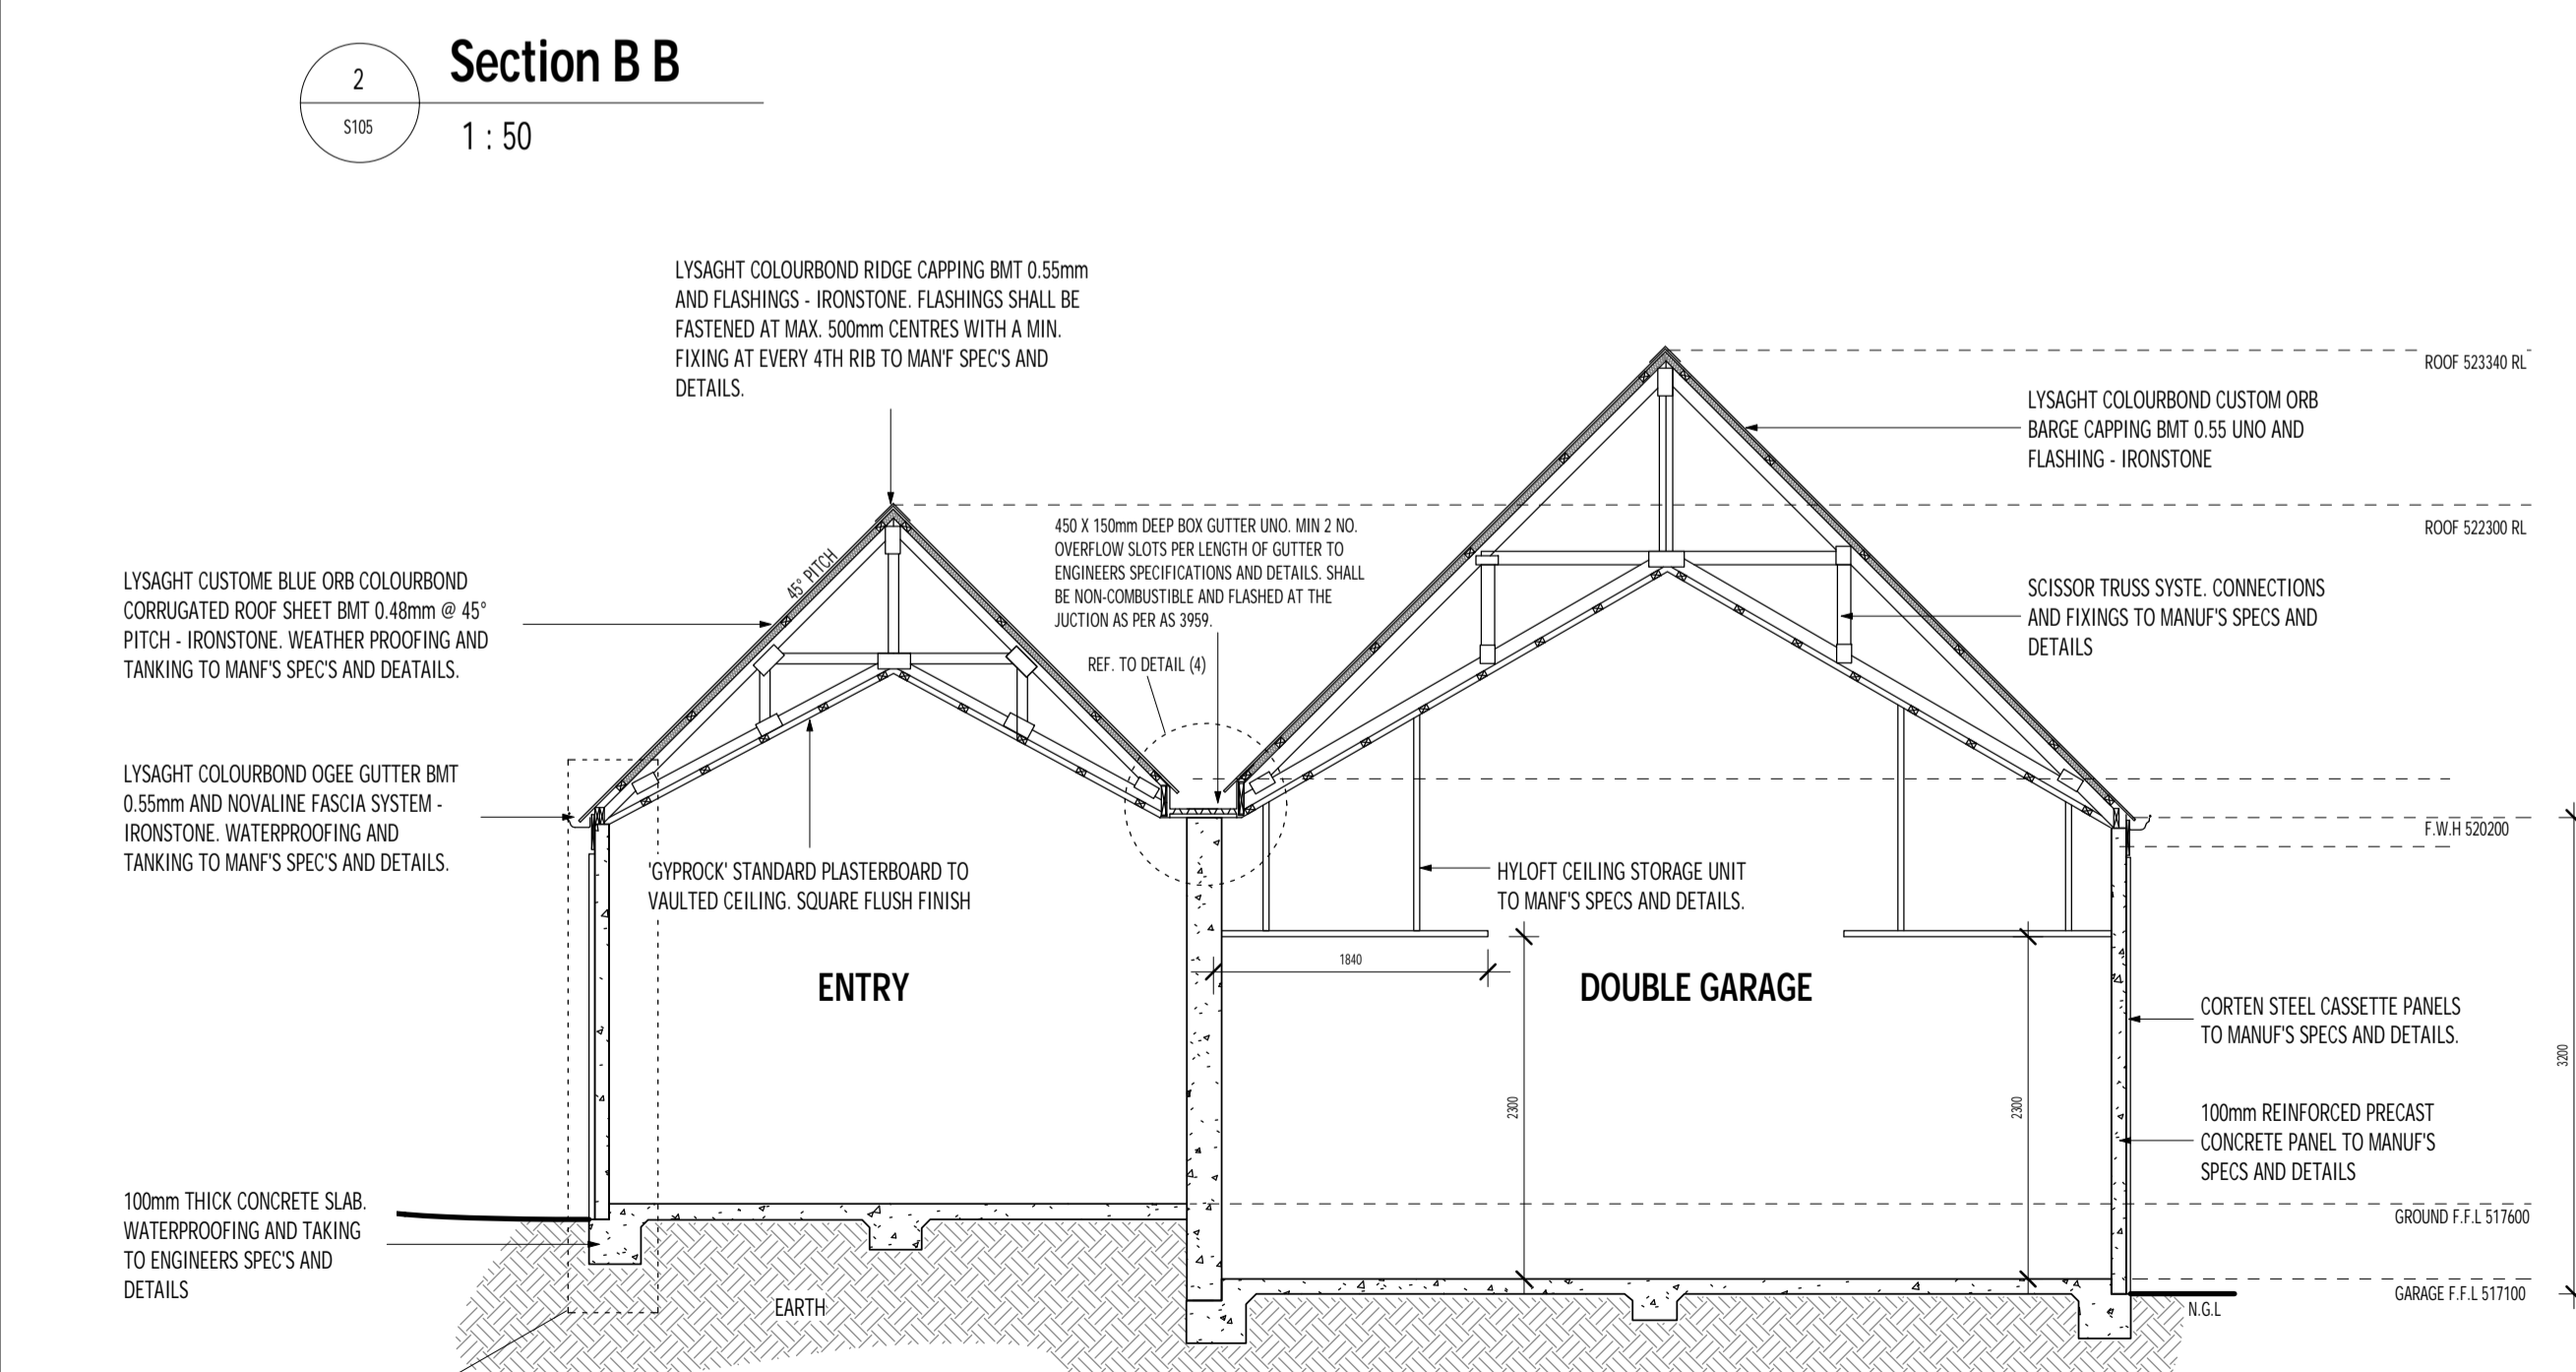 2
S105
Section B B
1 : 50
LYSAGHT COLOURBOND RIDGE CAPPING BMT 0.55mm
AND FLASHINGS - IRONSTONE. FLASHINGS SHALL BE
FASTENED AT MAX. 500mm CENTRES WITH A MIN.
FIXING AT EVERY 4TH RIB TO MAN'F SPEC'S AND
DETAILS.
ROOF 523340 RL
LYSAGHT COLOURBOND CUSTOM ORB
BARGE CAPPING BMT 0.55 UNO AND
FLASHING - IRONSTONE
ROOF 522300 RL
450 X 150mm DEEP BOX GUTTER UNO. MIN 2 NO.
OVERFLOW SLOTS PER LENGTH OF GUTTER TO
ENGINEERS SPECIFICATIONS AND DETAILS. SHALL
BE NON-COMBUSTIBLE AND FLASHED AT THE
JUCTION AS PER AS 3959.
REF. TO DETAIL (4)
45° PITCH
LYSAGHT CUSTOME BLUE ORB COLOURBOND
CORRUGATED ROOF SHEET BMT 0.48mm @ 45°
PITCH - IRONSTONE. WEATHER PROOFING AND
TANKING TO MANF'S SPEC'S AND DEATAILS.
SCISSOR TRUSS SYSTE. CONNECTIONS
AND FIXINGS TO MANUF'S SPECS AND
DETAILS
LYSAGHT COLOURBOND OGEE GUTTER BMT
0.55mm AND NOVALINE FASCIA SYSTEM -
IRONSTONE. WATERPROOFING AND
TANKING TO MANF'S SPEC'S AND DETAILS.
F.W.H 520200
'GYPROCK' STANDARD PLASTERBOARD TO
VAULTED CEILING. SQUARE FLUSH FINISH
HYLOFT CEILING STORAGE UNIT
TO MANF'S SPECS AND DETAILS.
1840
ENTRY
DOUBLE GARAGE
CORTEN STEEL CASSETTE PANELS
TO MANUF'S SPECS AND DETAILS.
3200
2300
2300
100mm REINFORCED PRECAST
CONCRETE PANEL TO MANUF'S
SPECS AND DETAILS
100mm THICK CONCRETE SLAB.
WATERPROOFING AND TAKING
TO ENGINEERS SPEC'S AND
DETAILS
GROUND F.F.L 517600
EARTH
GARAGE F.F.L 517100
N.G.L